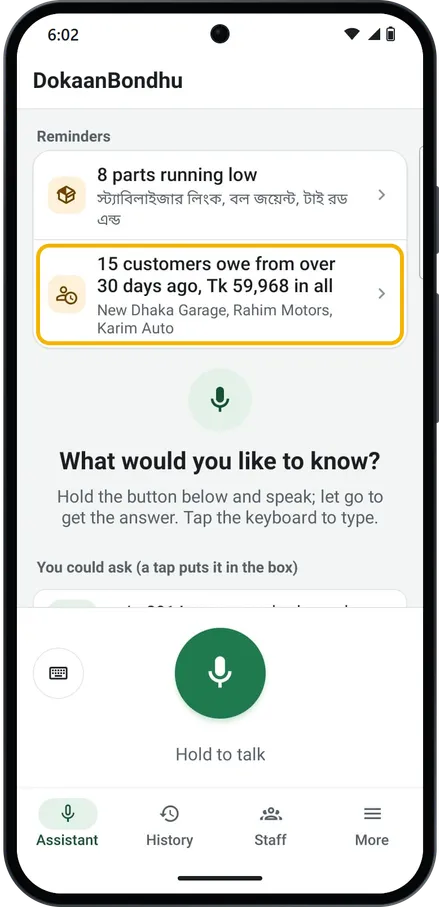 6:02
DokaanBondhu
Reminders
8 parts running low
স্ট্যাবিলাইজার লিংক, বল জয়েন্ট, টাই রড
এন্ড
15 customers owe from over
30 days ago, Tk 59,968 in all
New Dhaka Garage, Rahim Motors,
Karim Auto
What would you like to know?
Hold the button below and speak; let go to
get the answer. Tap the keyboard to type.
You could ask (a tap puts it in the box)
Hold to talk
Assistant
History
Staff
More